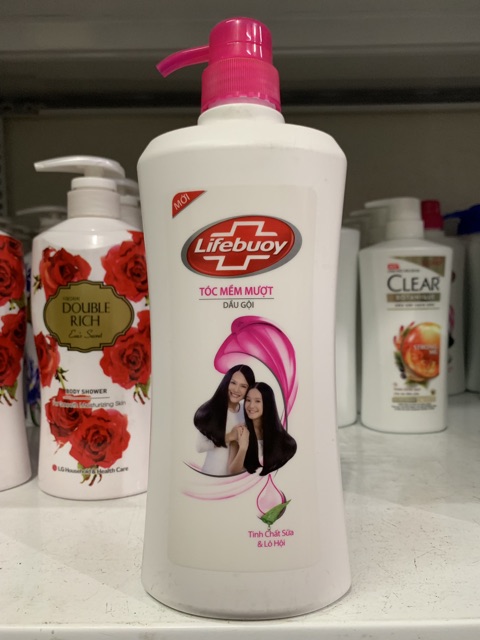 MỚI
Lifebuoy
TÓC MỀM MƯỢT
DẦU GỘI
Tinh Chất Sữa
& Lô Hội
DOUBLE
RICH
BODY SHOWER
LG Household & Health Care
CLEAR